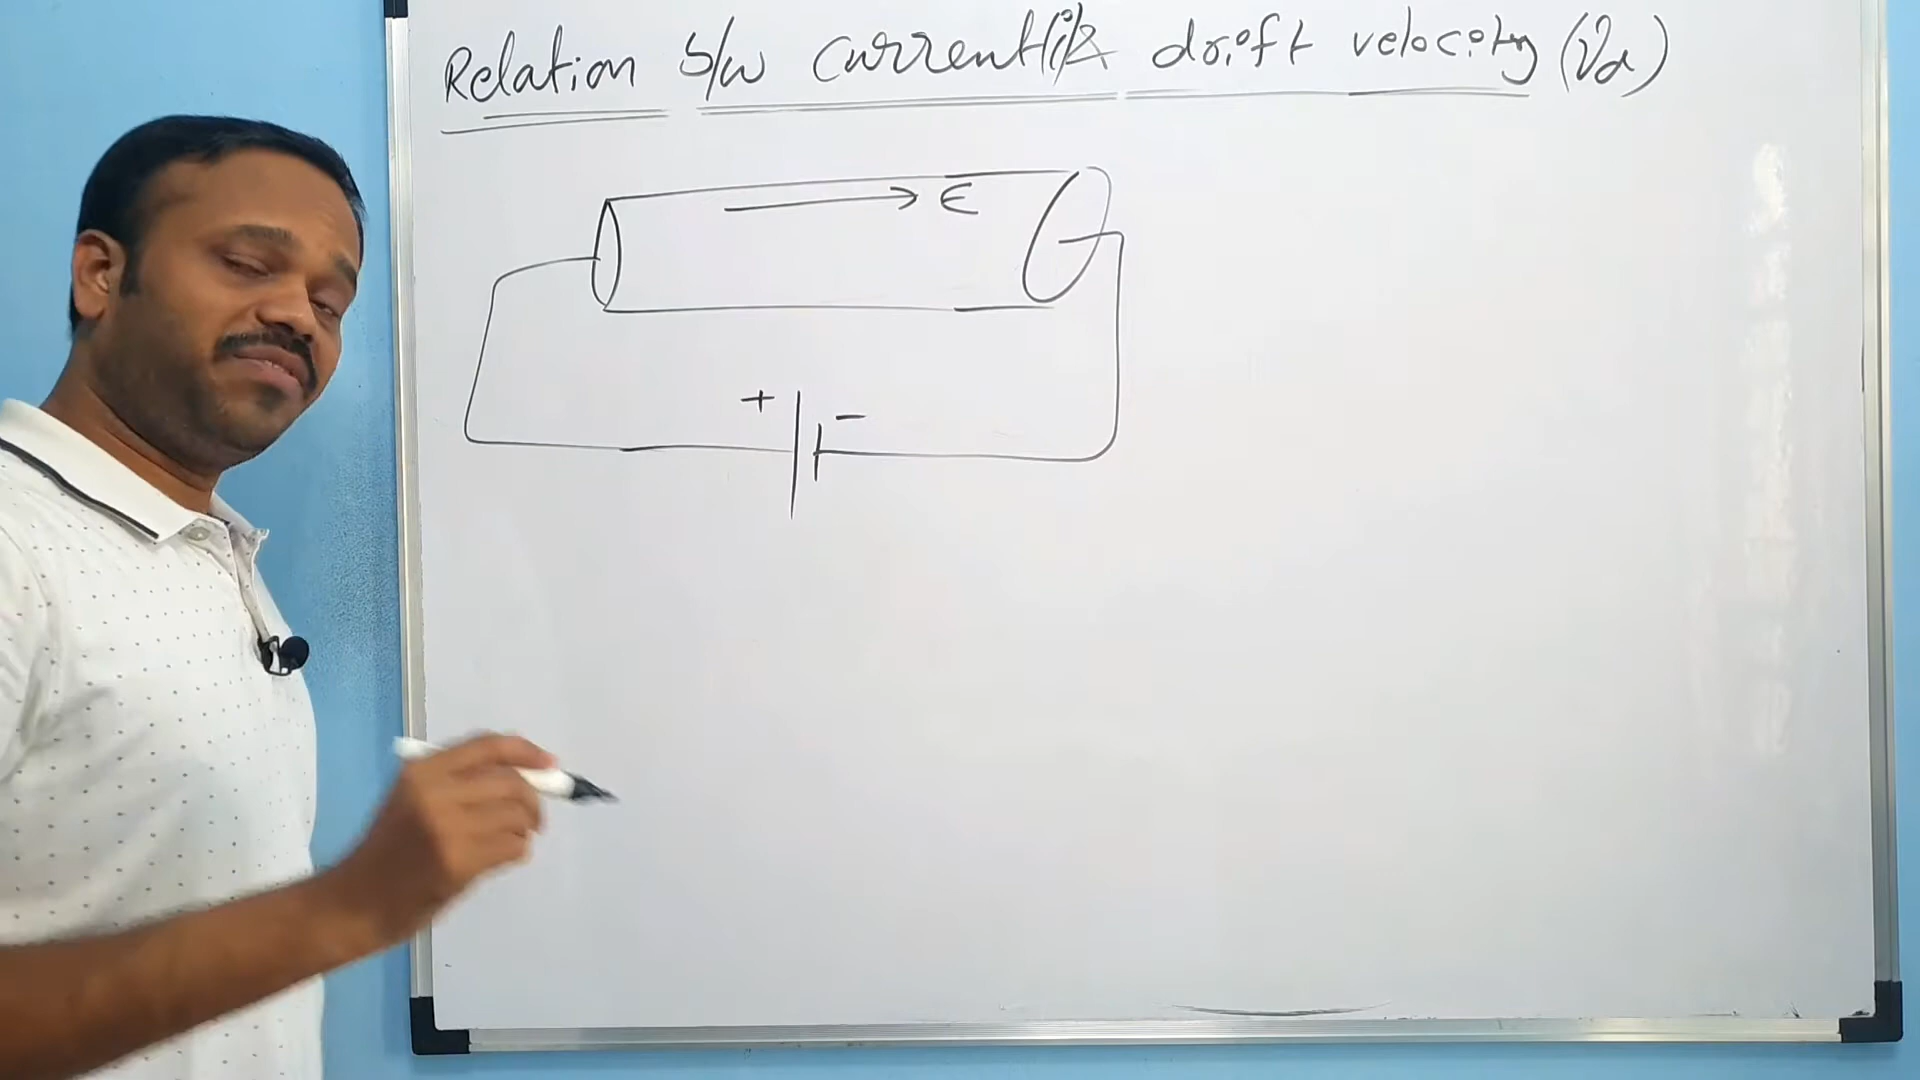 Relation b/w current(i) & drift velocity (Vd)
→ E
+ -